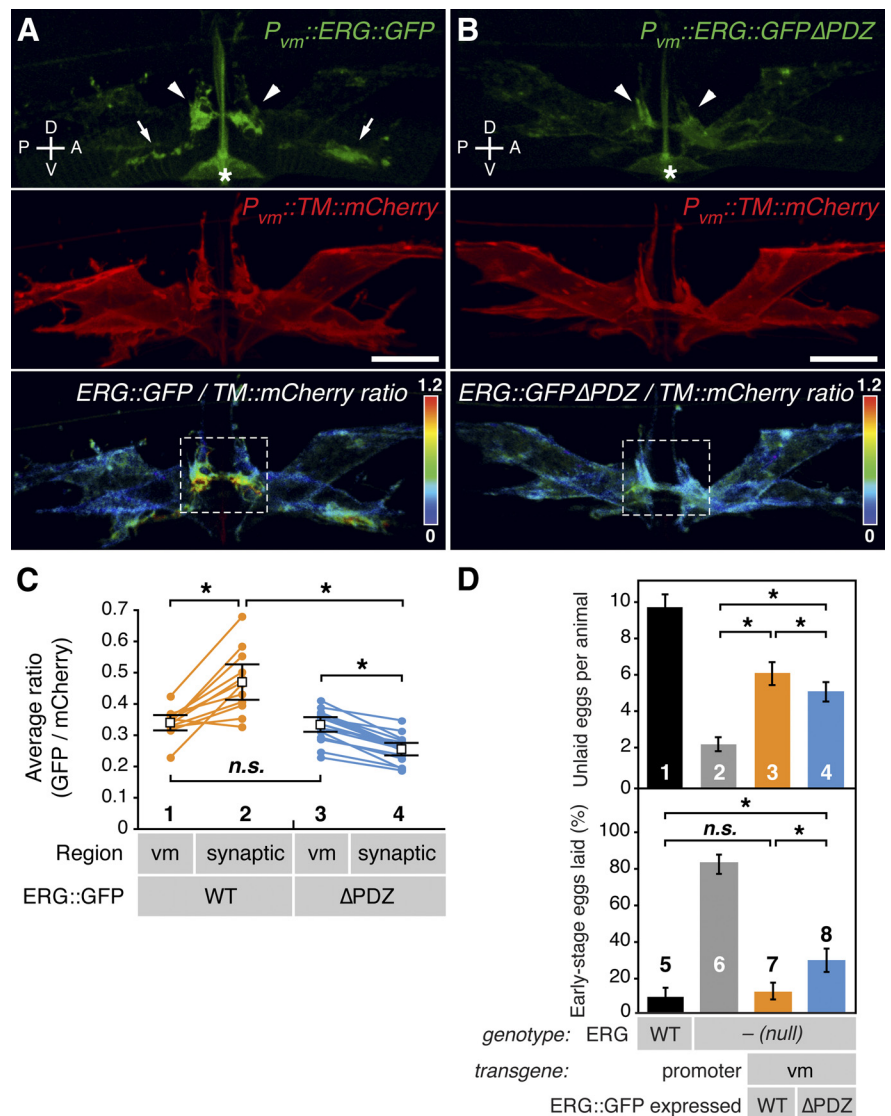 A
P_vm::ERG::GFP
D
P A
V
*
P_vm::TM::mCherry
ERG::GFP / TM::mCherry ratio
1.2
0
B
P_vm::ERG::GFPΔPDZ
D
P A
V
*
P_vm::TM::mCherry
ERG::GFPΔPDZ / TM::mCherry ratio
1.2
0
C
Average ratio
(GFP / mCherry)
0.7
0.6
0.5
0.4
0.3
0.2
0.1
0
*
*
*
n.s.
1 2 3 4
Region vm synaptic vm synaptic
ERG::GFP WT ΔPDZ
D
Unlaid eggs per animal
10
8
6
4
2
0
*
* *
1 2 3 4
Early-stage eggs laid (%)
80
60
40
20
0
*
n.s. *
5 6 7 8
genotype: ERG WT – (null)
transgene: promoter vm
ERG::GFP expressed WT ΔPDZ